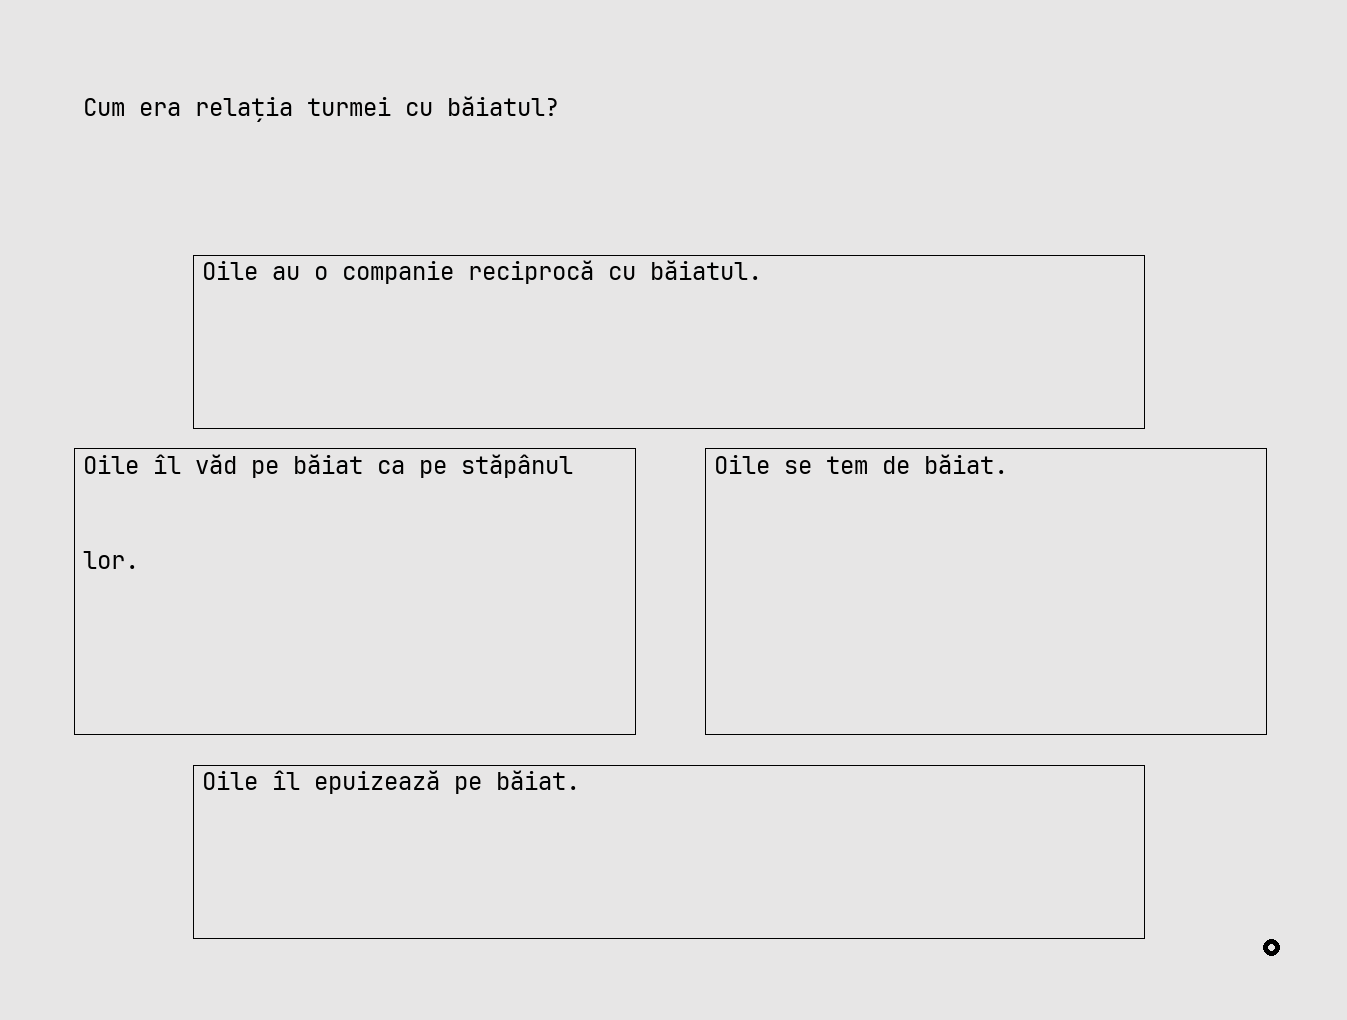 Cum era relația turmei cu băiatul?
Oile au o companie reciprocă cu băiatul.
Oile îl văd pe băiat ca pe stăpânul
lor.
Oile se tem de băiat.
Oile îl epuizează pe băiat.